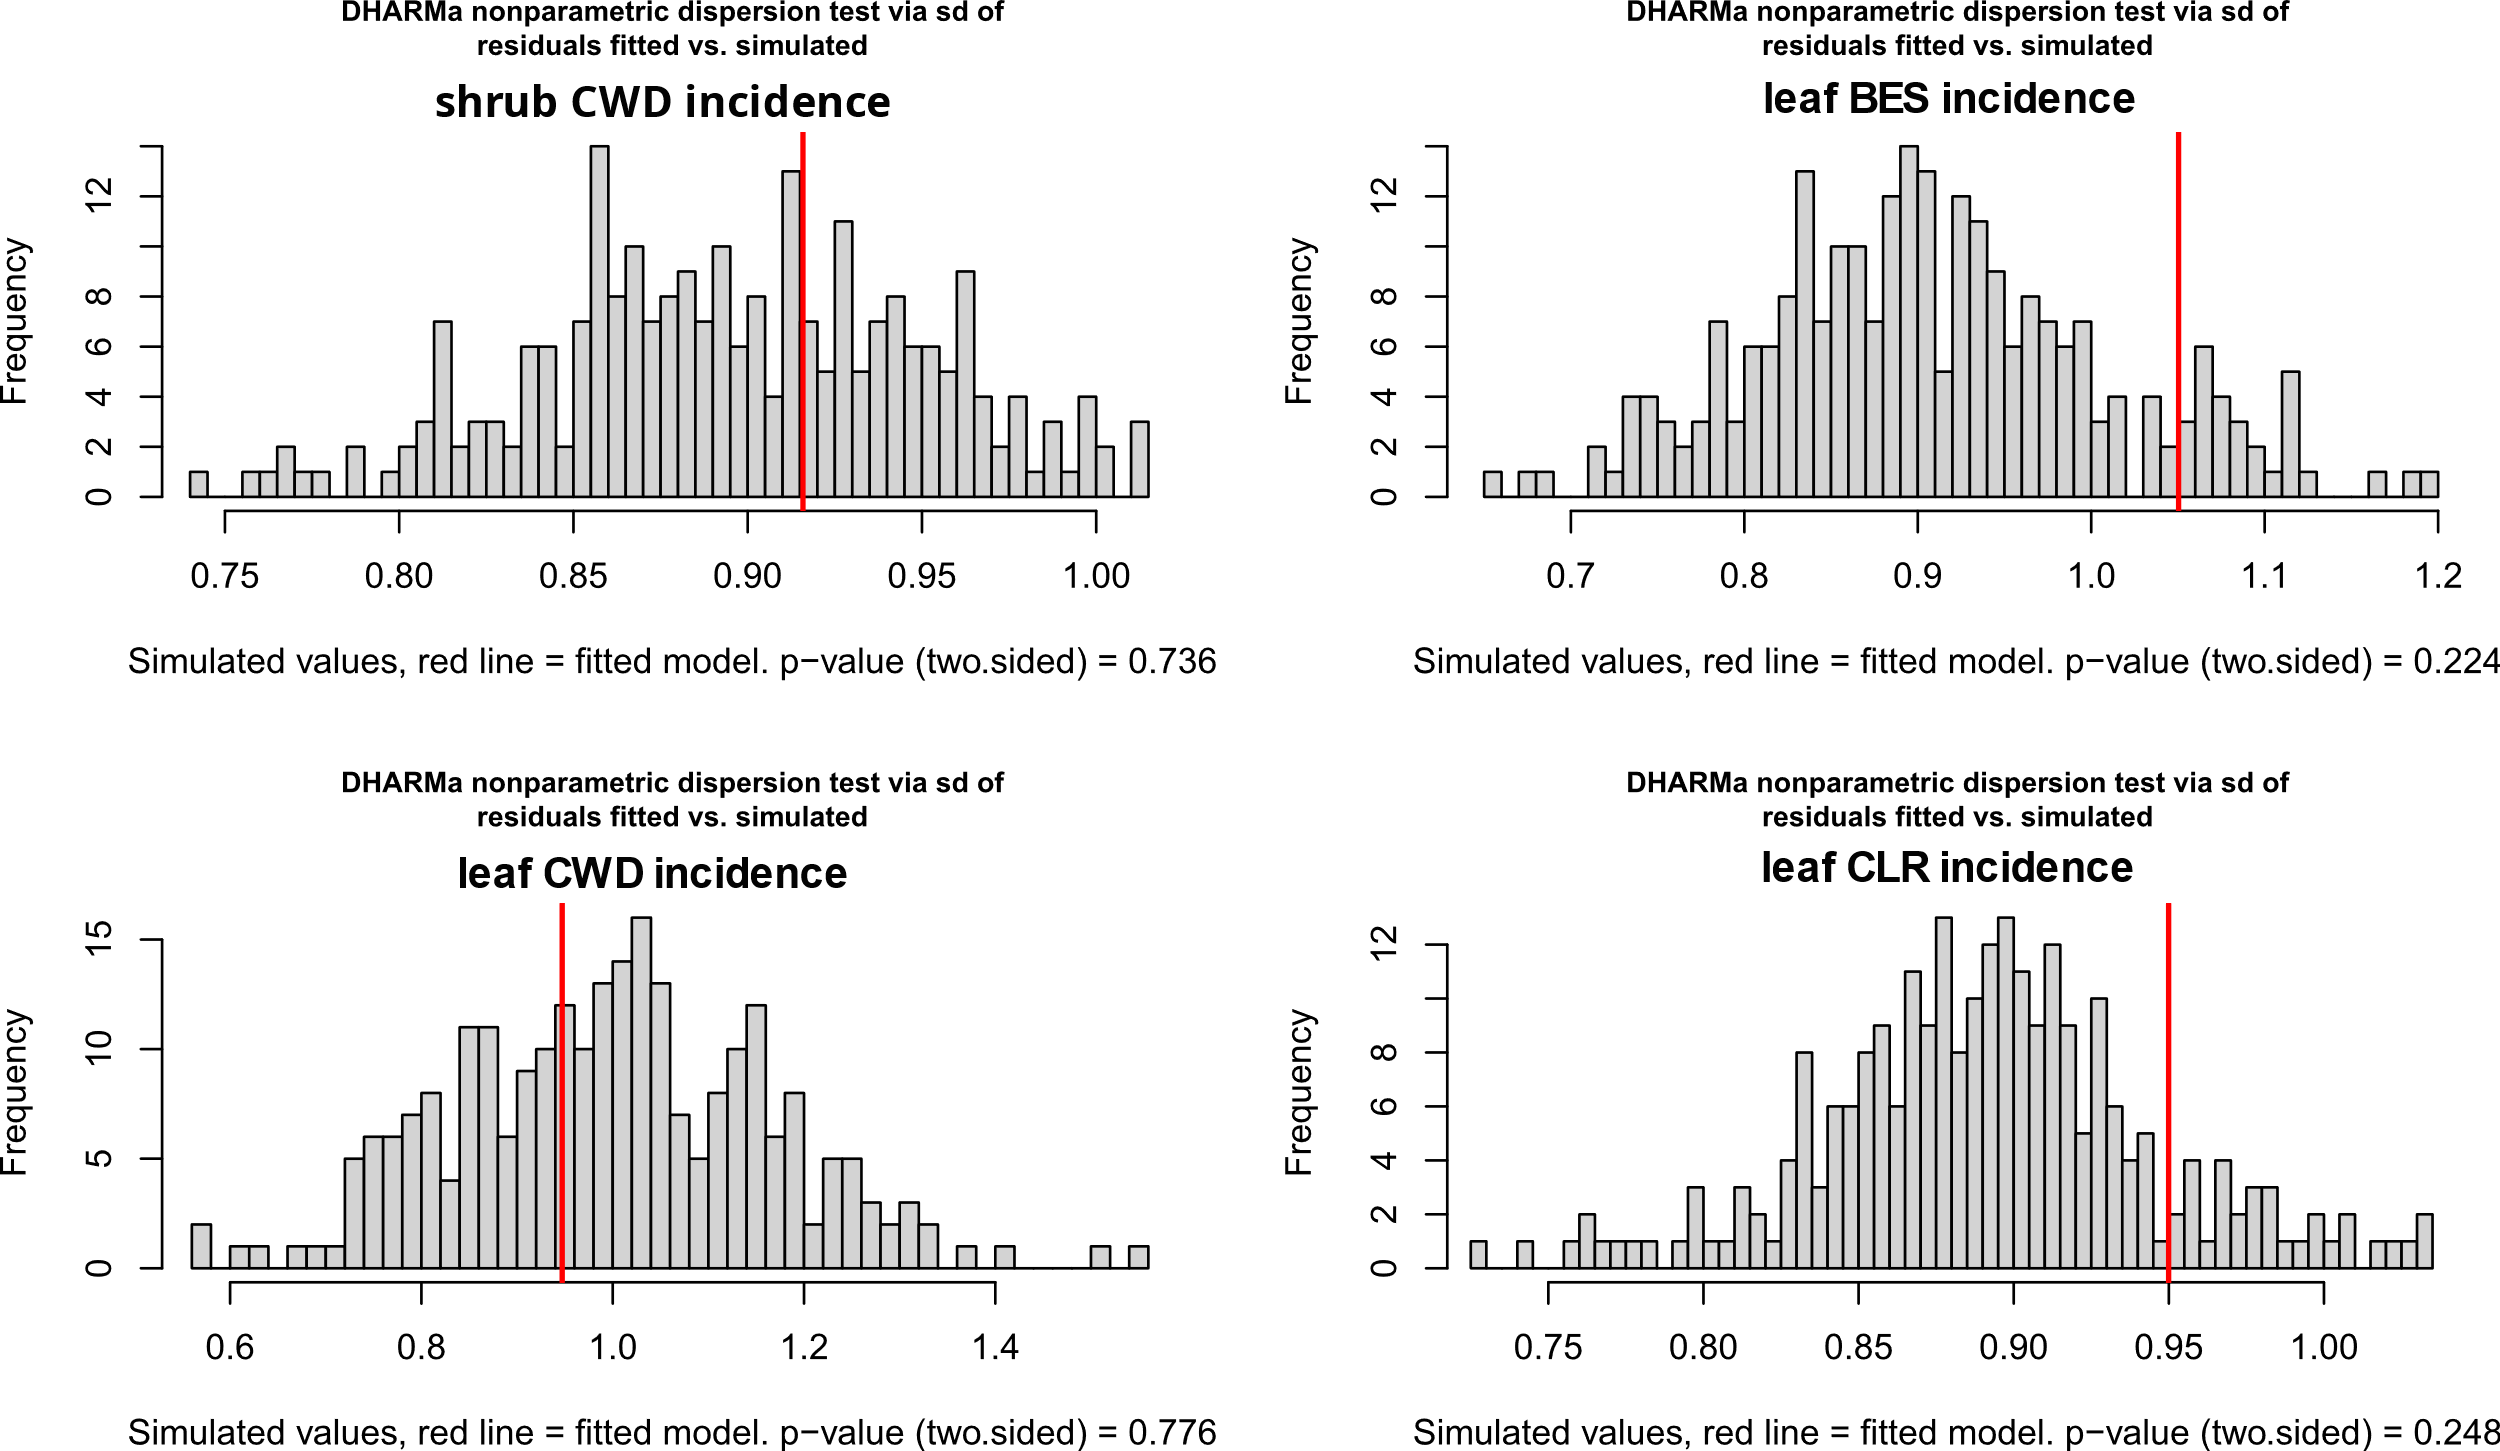 DHARMa nonparametric dispersion test via sd of
residuals fitted vs. simulated
shrub CWD incidence
Frequency
0 2 4 6 8 12
0.75 0.80 0.85 0.90 0.95 1.00
Simulated values, red line = fitted model. p−value (two.sided) = 0.736
DHARMa nonparametric dispersion test via sd of
residuals fitted vs. simulated
leaf BES incidence
Frequency
0 2 4 6 8 12
0.7 0.8 0.9 1.0 1.1 1.2
Simulated values, red line = fitted model. p−value (two.sided) = 0.224
DHARMa nonparametric dispersion test via sd of
residuals fitted vs. simulated
leaf CWD incidence
Frequency
0 5 10 15
0.6 0.8 1.0 1.2 1.4
Simulated values, red line = fitted model. p−value (two.sided) = 0.776
DHARMa nonparametric dispersion test via sd of
residuals fitted vs. simulated
leaf CLR incidence
Frequency
0 2 4 6 8 12
0.75 0.80 0.85 0.90 0.95 1.00
Simulated values, red line = fitted model. p−value (two.sided) = 0.248